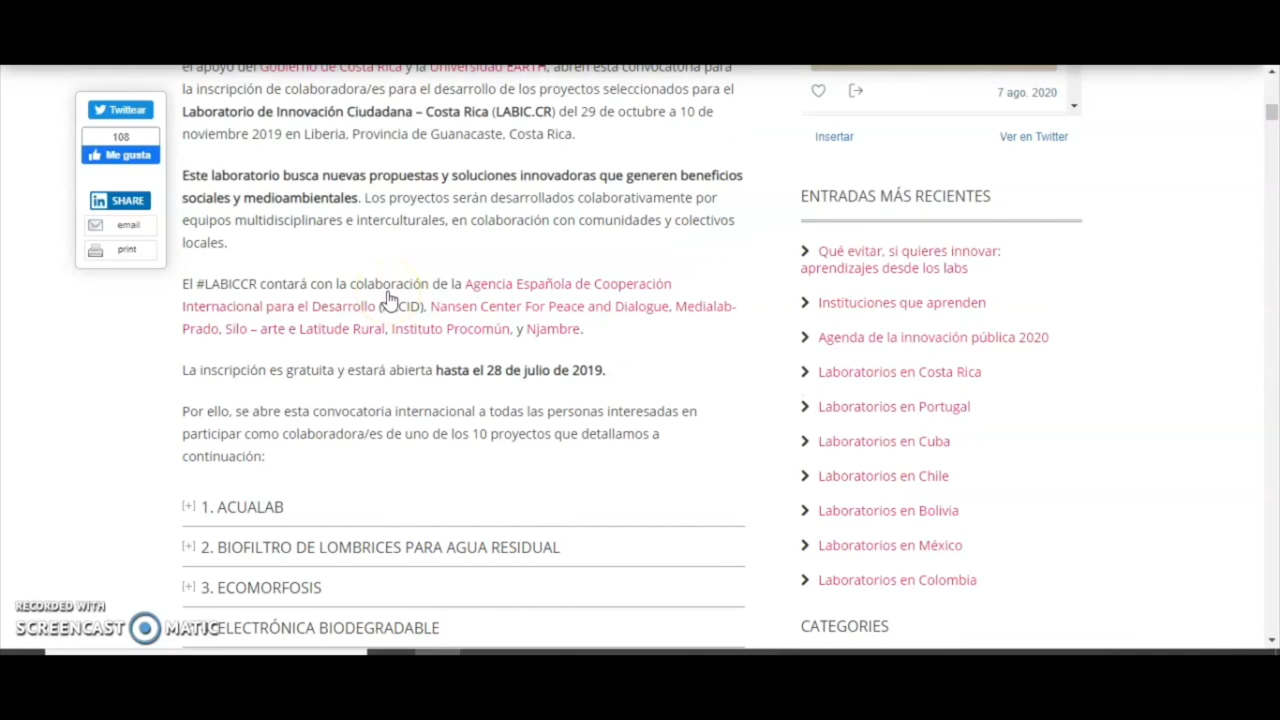 el apoyo del Gobierno de Costa Rica y la Universidad EARTH, abren esta convocatoria para
la inscripción de colaboradora/es para el desarrollo de los proyectos seleccionados para el
Laboratorio de Innovación Ciudadana – Costa Rica (LABIC.CR) del 29 de octubre a 10 de
noviembre 2019 en Liberia, Provincia de Guanacaste, Costa Rica.
Este laboratorio busca nuevas propuestas y soluciones innovadoras que generen beneficios
sociales y medioambientales. Los proyectos serán desarrollados colaborativamente por
equipos multidisciplinares e interculturales, en colaboración con comunidades y colectivos
locales.
El #LABICCR contará con la colaboración de la Agencia Española de Cooperación
Internacional para el Desarrollo CID), Nansen Center For Peace and Dialogue, Medialab-
Prado, Silo – arte e Latitude Rural, Instituto Procomún, y Njambre.
La inscripción es gratuita y estará abierta hasta el 28 de julio de 2019.
Por ello, se abre esta convocatoria internacional a todas las personas interesadas en
participar como colaboradora/es de uno de los 10 proyectos que detallamos a
continuación:
[+] 1. ACUALAB
[+] 2. BIOFILTRO DE LOMBRICES PARA AGUA RESIDUAL
[+] 3. ECOMORFOSIS
ELECTRÓNICA BIODEGRADABLE
Twittear
108
Me gusta
in SHARE
email
print
7 ago. 2020
Insertar
Ver en Twitter
ENTRADAS MÁS RECIENTES
Qué evitar, si quieres innovar:
aprendizajes desde los labs
Instituciones que aprenden
Agenda de la innovación pública 2020
Laboratorios en Costa Rica
Laboratorios en Portugal
Laboratorios en Cuba
Laboratorios en Chile
Laboratorios en Bolivia
Laboratorios en México
Laboratorios en Colombia
CATEGORIES
RECORDED WITH
SCREENCAST MATIC